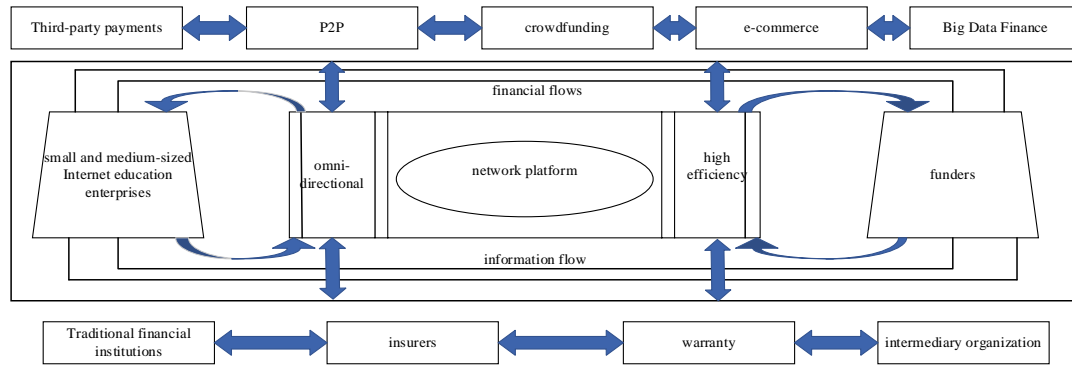 Third-party payments
P2P
crowdfunding
e-commerce
Big Data Finance
financial flows
small and medium-sized
Internet education
enterprises
omni-
directional
network platform
high
efficiency
funders
information flow
Traditional financial
institutions
insurers
warranty
intermediary organization